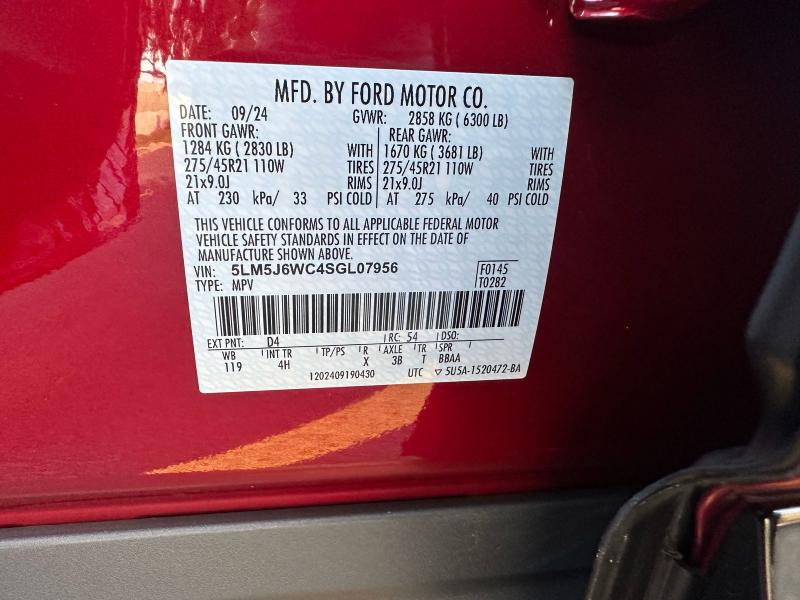 MFD. BY FORD MOTOR CO.
DATE: 09/24 GVWR: 2858 KG ( 6300 LB)
FRONT GAWR: REAR GAWR:
1284 KG ( 2830 LB) WITH 1670 KG ( 3681 LB) WITH
275/45R21 110W TIRES 275/45R21 110W TIRES
21x9.0J RIMS 21x9.0J RIMS
AT 230 kPa/ 33 PSI COLD AT 275 kPa/ 40 PSI COLD
THIS VEHICLE CONFORMS TO ALL APPLICABLE FEDERAL MOTOR
VEHICLE SAFETY STANDARDS IN EFFECT ON THE DATE OF
MANUFACTURE SHOWN ABOVE.
VIN: 5LM5J6WC4SGL07956 F0145
TYPE: MPV T0282
EXT PNT: D4 RC: 54 DSO:
WB INT TR TP/PS R AXLE TR SPR
119 4H X 3B T BBAA
1202409190430 UTC ▽ 5U5A-1520472-BA